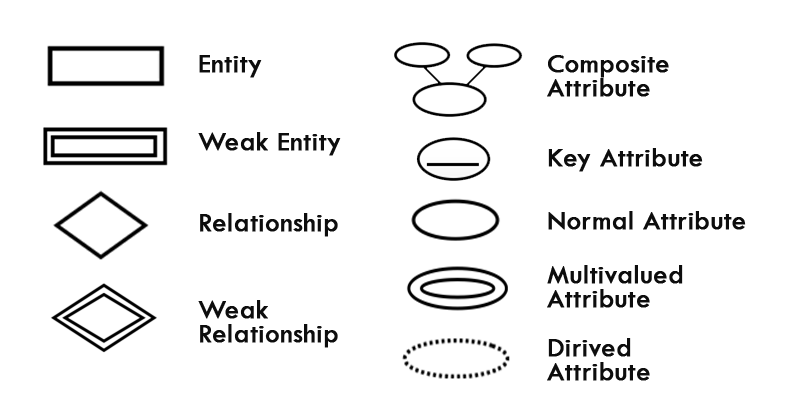 Entity
Weak Entity
Relationship
Weak
Relationship
Composite
Attribute
Key Attribute
Normal Attribute
Multivalued
Attribute
Dirived
Attribute